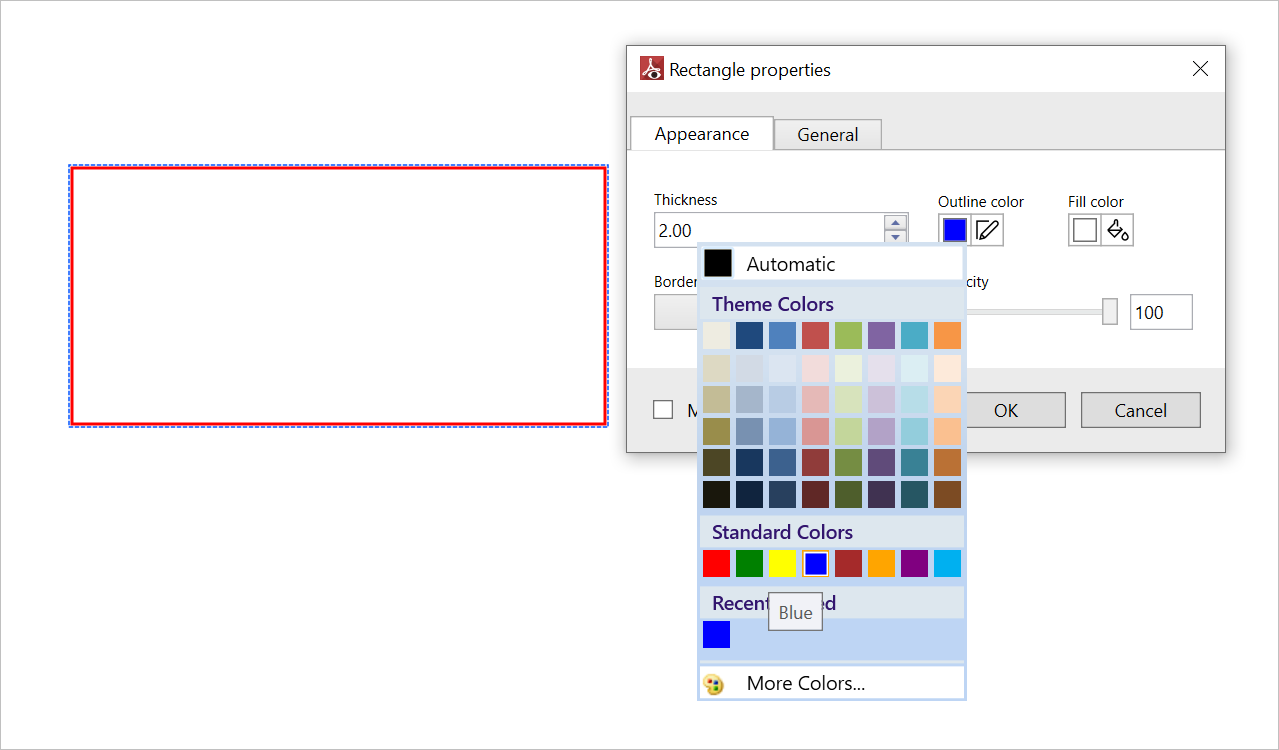 Rectangle properties
Appearance
General
Thickness
Outline color
Fill color
2.00
Automatic
Border
city
Theme Colors
100
M
OK
Cancel
Standard Colors
Recent ed
Blue
More Colors...